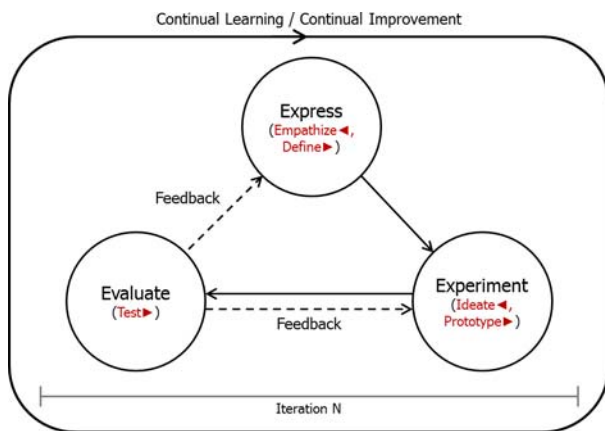 Continual Learning / Continual Improvement
Express
(Empathize◄,
Define►)
Feedback
Evaluate
(Test►)
Experiment
(Ideate◄,
Prototype►)
Feedback
Iteration N